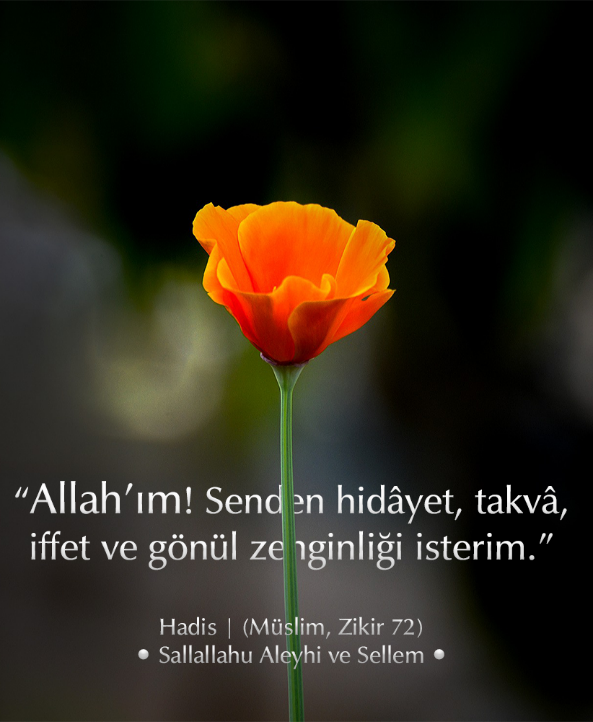 “Allah’ım! Senden hidâyet, takvâ,
iffet ve gönül zenginliği isterim.”
Hadis | (Müslim, Zikir 72)
• Sallallahu Aleyhi ve Sellem •